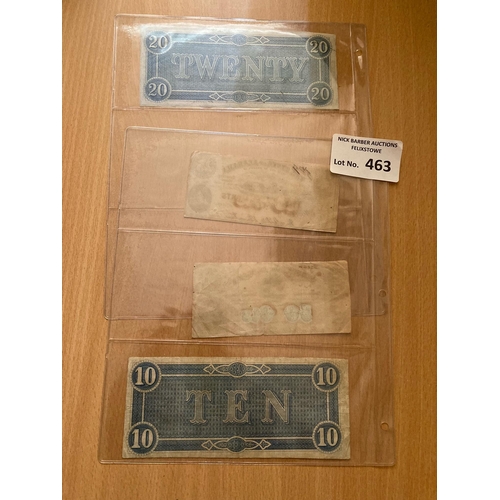 20 20
TWENTY
20 20
NICK BARBER AUCTIONS
FELIXSTOWE
Lot No. 463
10 10
TEN
10 10